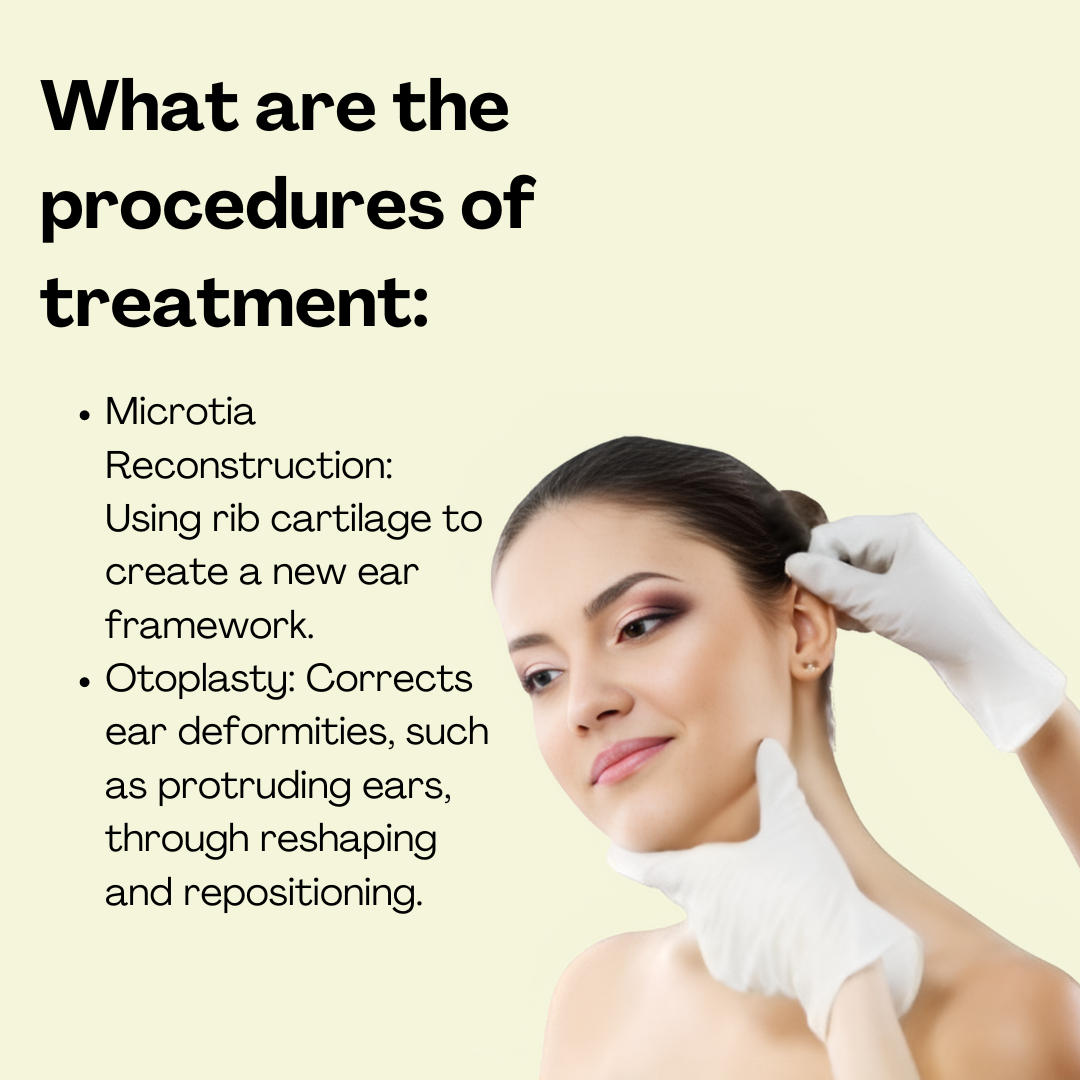 What are the
procedures of
treatment:
• Microtia
Reconstruction:
Using rib cartilage to
create a new ear
framework.
• Otoplasty: Corrects
ear deformities, such
as protruding ears,
through reshaping
and repositioning.